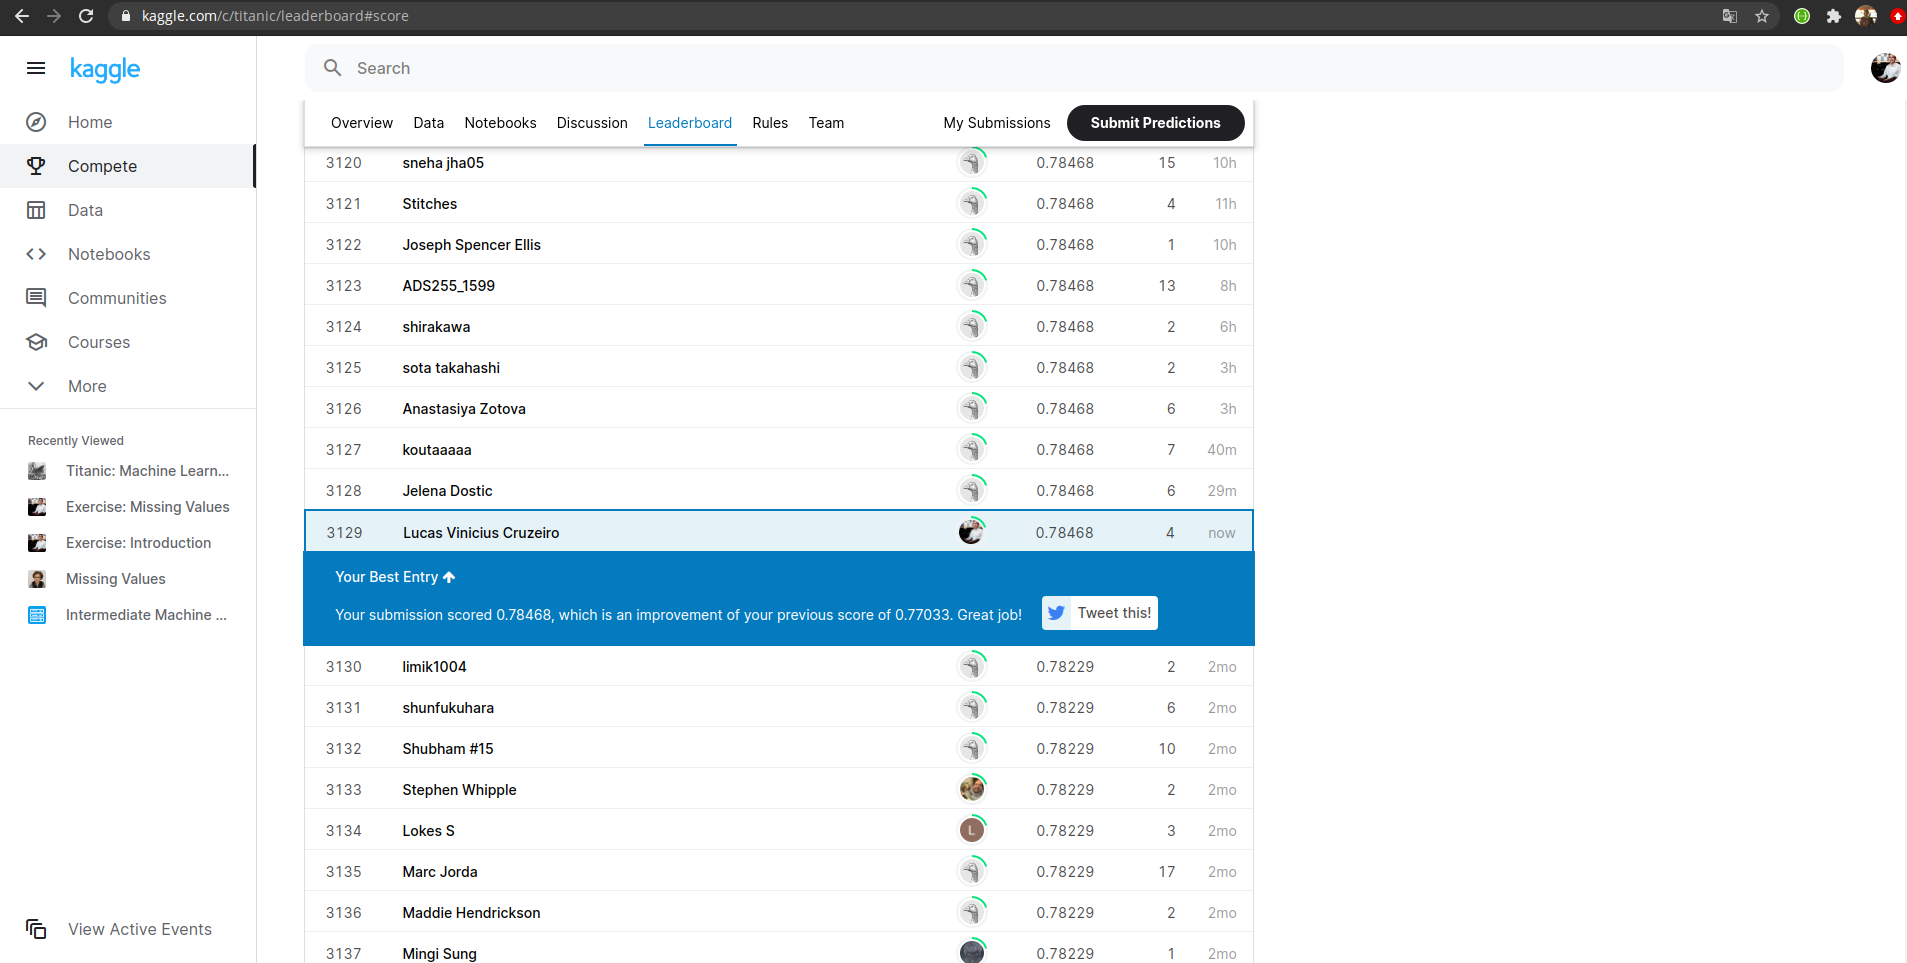 kaggle.com/c/titanic/leaderboard#score
kaggle
Search
Home
Compete
Data
Notebooks
Communities
Courses
More
Recently Viewed
Titanic: Machine Learn...
Exercise: Missing Values
Exercise: Introduction
Missing Values
Intermediate Machine ...
View Active Events
Overview Data Notebooks Discussion Leaderboard Rules Team My Submissions Submit Predictions
3120 sneha jha05 0.78468 15 10h
3121 Stitches 0.78468 4 11h
3122 Joseph Spencer Ellis 0.78468 1 10h
3123 ADS255_1599 0.78468 13 8h
3124 shirakawa 0.78468 2 6h
3125 sota takahashi 0.78468 2 3h
3126 Anastasiya Zotova 0.78468 6 3h
3127 koutaaaaa 0.78468 7 40m
3128 Jelena Dostic 0.78468 6 29m
3129 Lucas Vinicius Cruzeiro 0.78468 4 now
Your Best Entry
Your submission scored 0.78468, which is an improvement of your previous score of 0.77033. Great job! Tweet this!
3130 limik1004 0.78229 2 2mo
3131 shunfukuhara 0.78229 6 2mo
3132 Shubham #15 0.78229 10 2mo
3133 Stephen Whipple 0.78229 2 2mo
3134 Lokes S L 0.78229 3 2mo
3135 Marc Jorda 0.78229 17 2mo
3136 Maddie Hendrickson 0.78229 2 2mo
3137 Mingi Sung 0.78229 1 2mo